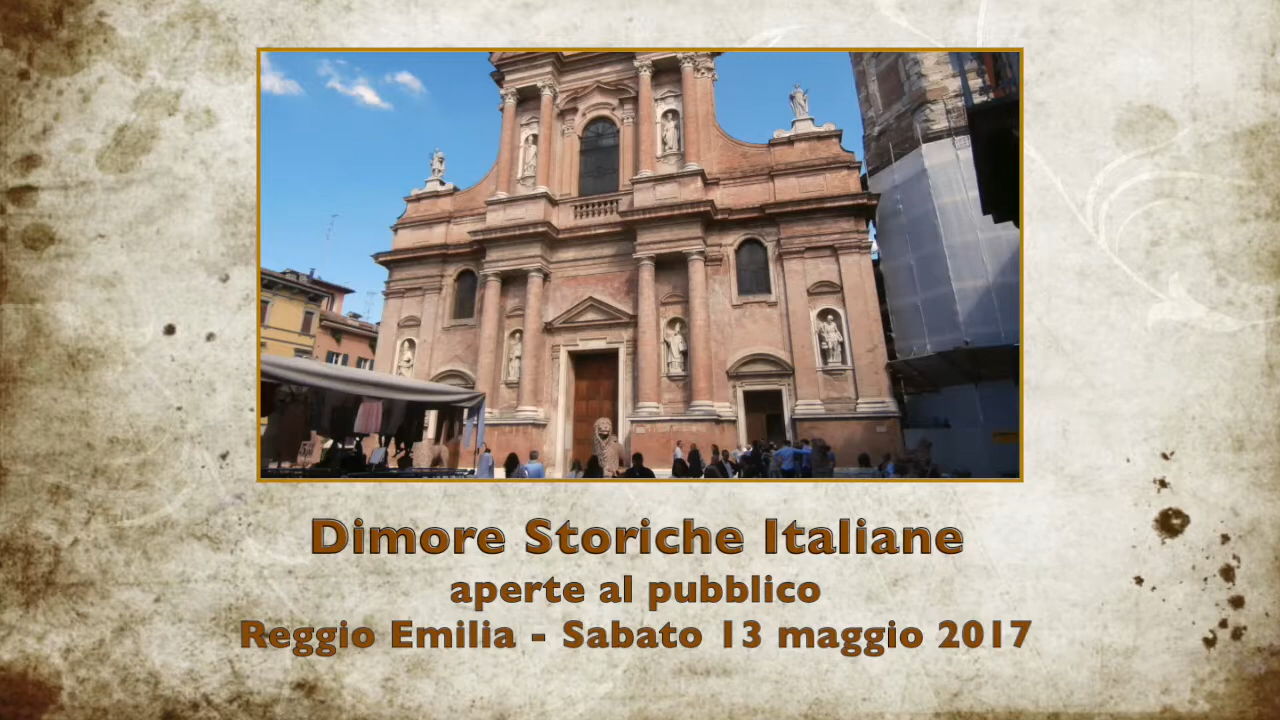 Dimore Storiche Italiane
aperte al pubblico
Reggio Emilia - Sabato 13 maggio 2017